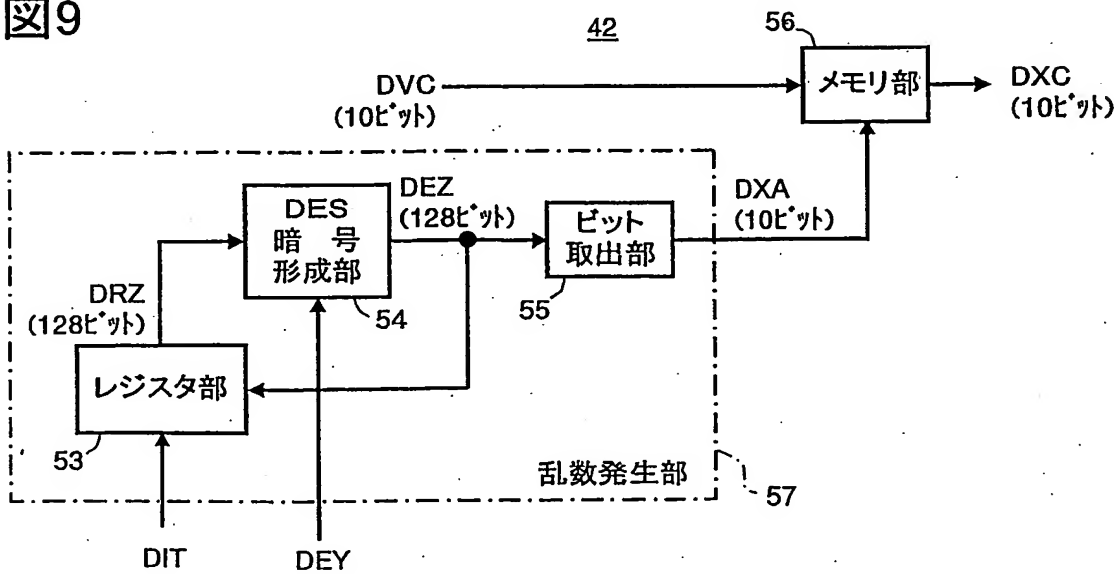 図9
42
56
メモリ部
DVC
(10ビット)
DXC
(10ビット)
DES
暗 号
形成部
54
DEZ
(128ビット)
ビット
取出部
55
DXA
(10ビット)
DRZ
(128ビット)
レジスタ部
53
乱数発生部
57
DIT
DEY